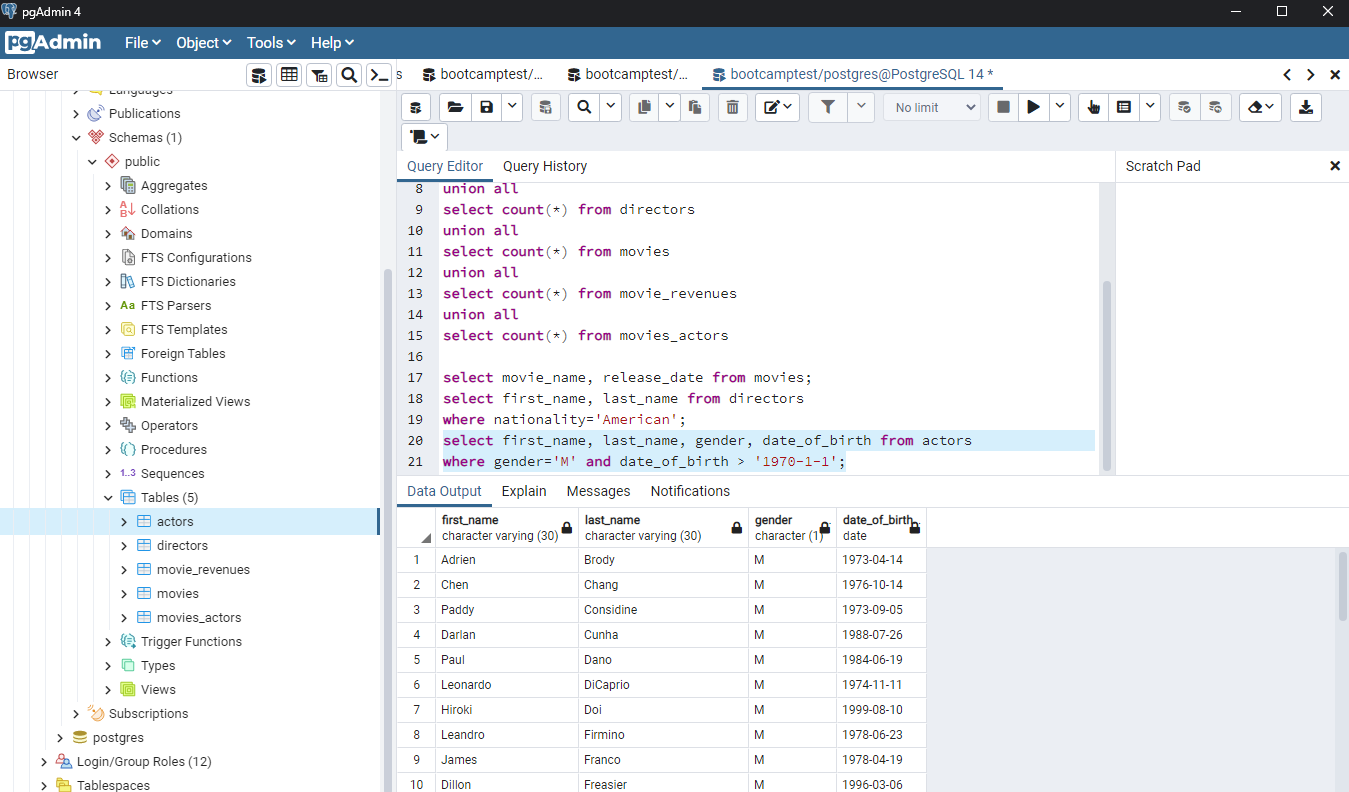 pgAdmin 4
pgAdmin File Object Tools Help
Browser
s bootcamptest/... bootcamptest/... bootcamptest/postgres@PostgreSQL 14 *
No limit
Languages
Publications
Schemas (1)
public
Aggregates
Collations
Domains
FTS Configurations
FTS Dictionaries
Aa FTS Parsers
FTS Templates
Foreign Tables
Functions
Materialized Views
Operators
Procedures
1..3 Sequences
Tables (5)
actors
directors
movie_revenues
movies
movies_actors
Trigger Functions
Types
Views
Subscriptions
postgres
Login/Group Roles (12)
Tablespaces
Query Editor Query History
Scratch Pad
8 union all
9 select count(*) from directors
10 union all
11 select count(*) from movies
12 union all
13 select count(*) from movie_revenues
14 union all
15 select count(*) from movies_actors
16
17 select movie_name, release_date from movies;
18 select first_name, last_name from directors
19 where nationality='American';
20 select first_name, last_name, gender, date_of_birth from actors
21 where gender='M' and date_of_birth > '1970-1-1';
Data Output Explain Messages Notifications
first_name last_name gender date_of_birth
character varying (30) character varying (30) character (1) date
1 Adrien Brody M 1973-04-14
2 Chen Chang M 1976-10-14
3 Paddy Considine M 1973-09-05
4 Darlan Cunha M 1988-07-26
5 Paul Dano M 1984-06-19
6 Leonardo DiCaprio M 1974-11-11
7 Hiroki Doi M 1999-08-10
8 Leandro Firmino M 1978-06-23
9 James Franco M 1978-04-19
10 Dillon Freasier M 1996-03-06